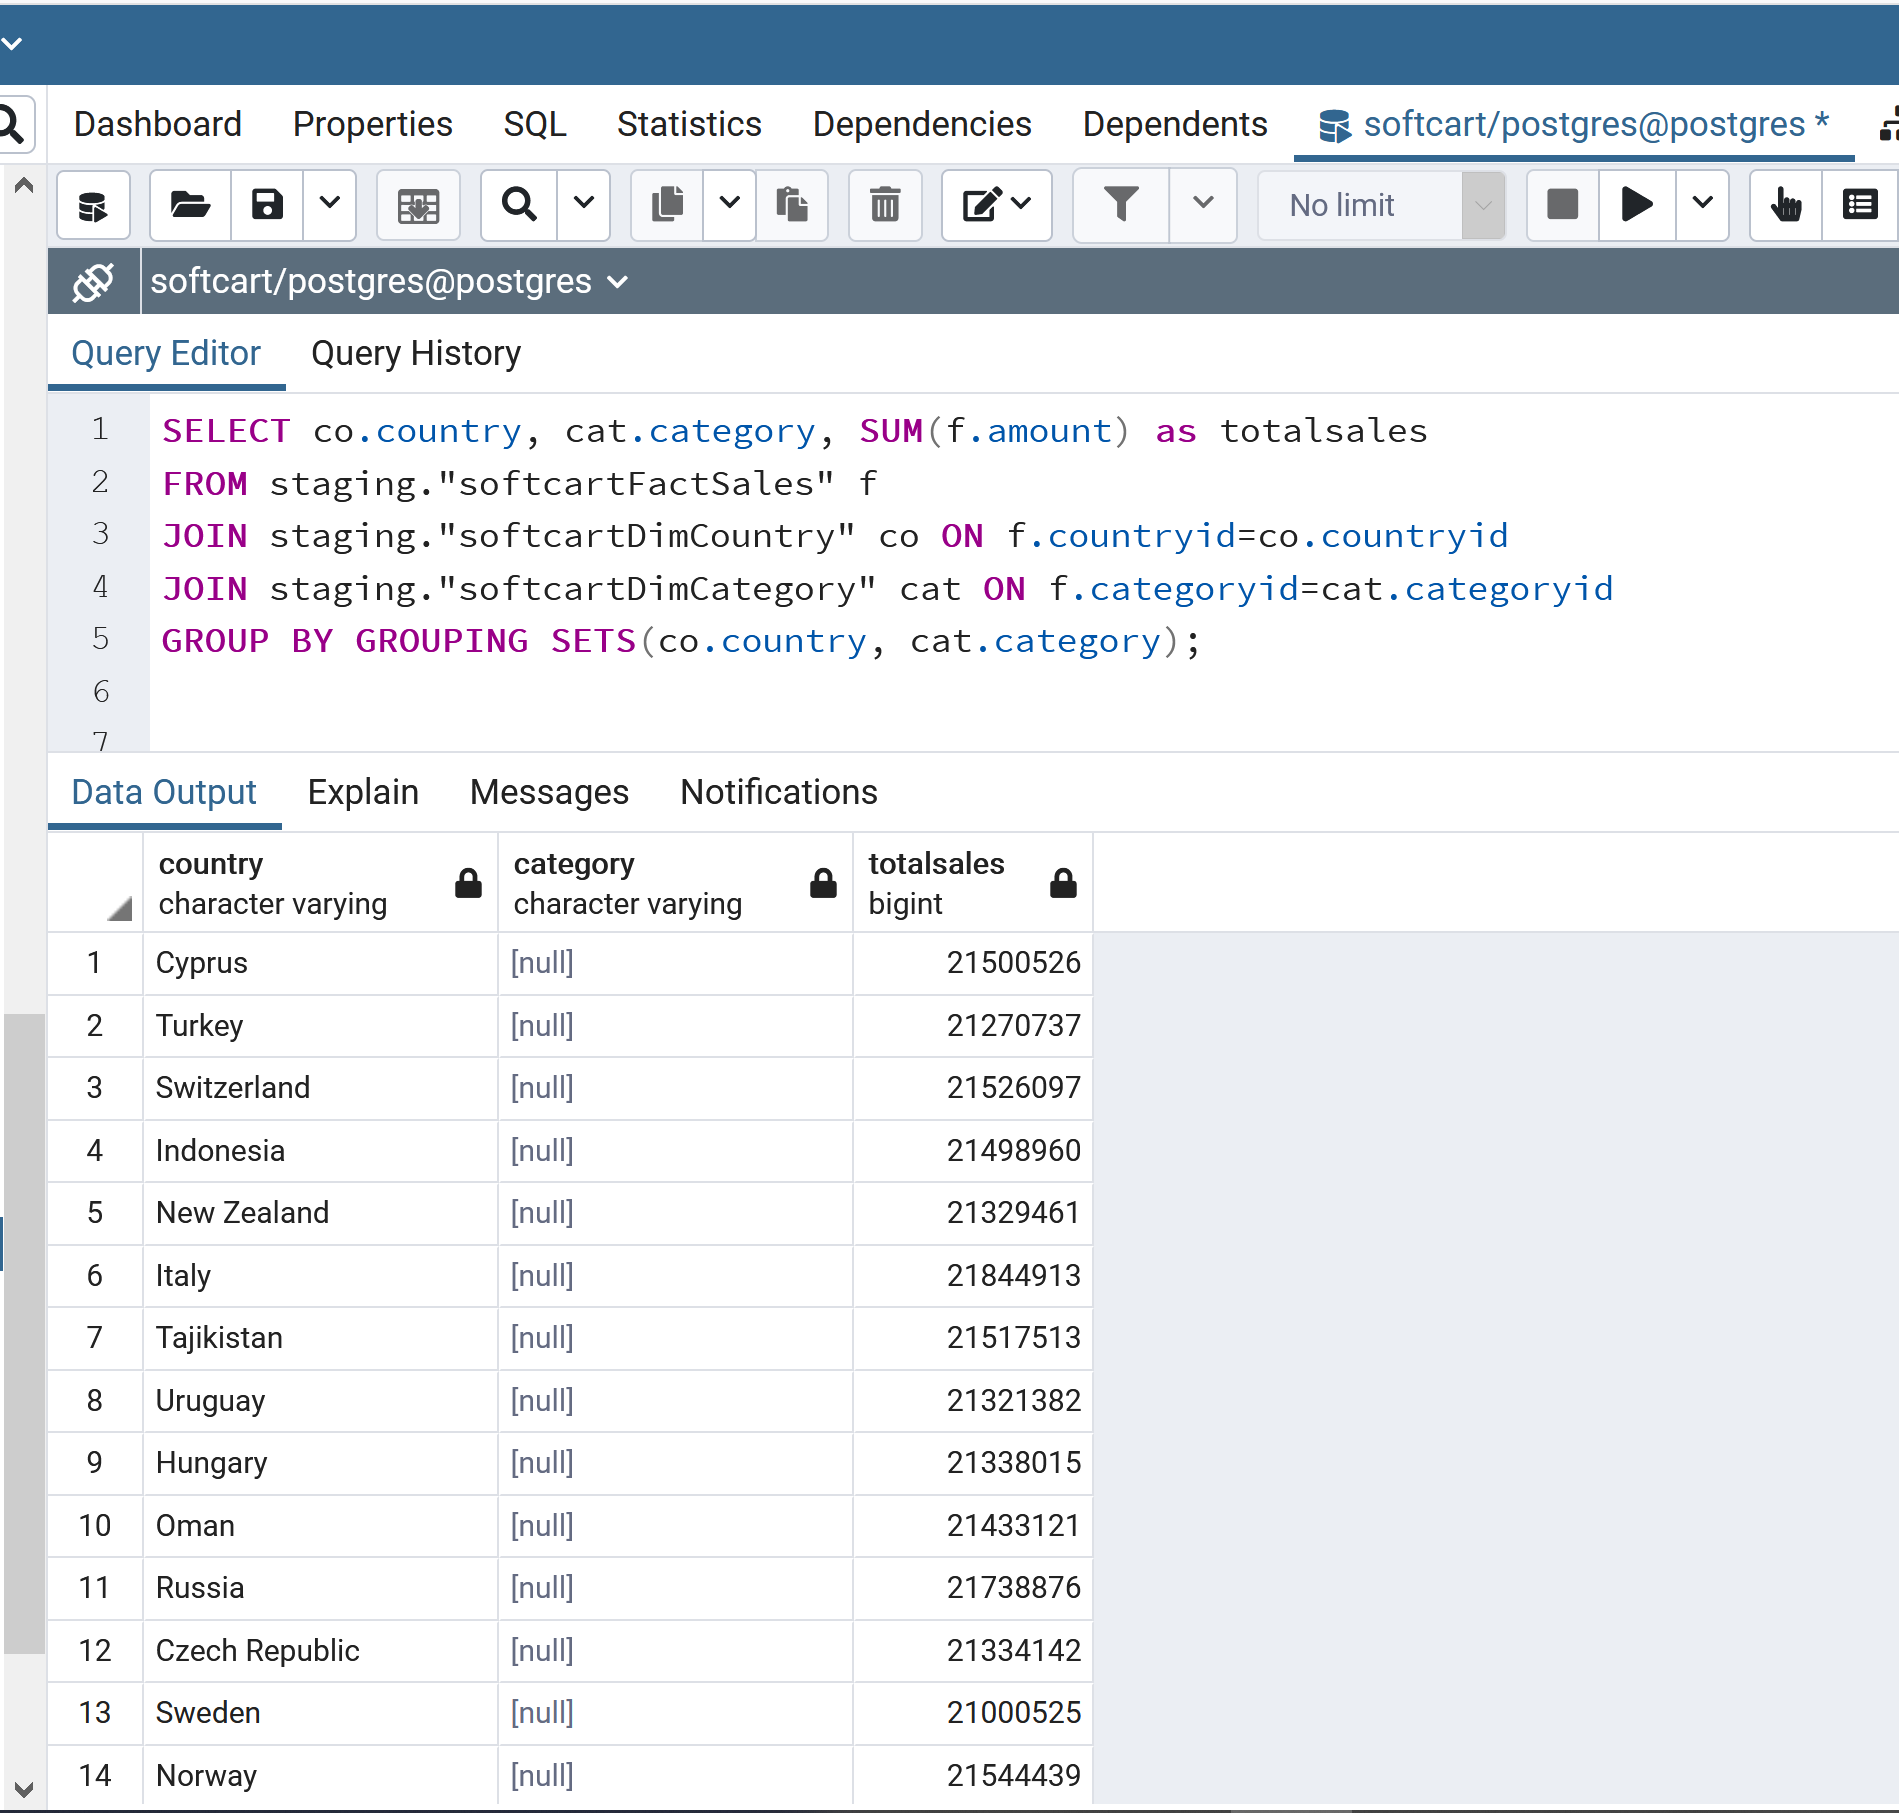 Dashboard Properties SQL Statistics Dependencies Dependents softcart/postgres@postgres *
No limit
softcart/postgres@postgres
Query Editor Query History
1 SELECT co.country, cat.category, SUM(f.amount) as totalsales
2 FROM staging."softcartFactSales" f
3 JOIN staging."softcartDimCountry" co ON f.countryid=co.countryid
4 JOIN staging."softcartDimCategory" cat ON f.categoryid=cat.categoryid
5 GROUP BY GROUPING SETS(co.country, cat.category);
6
7
Data Output Explain Messages Notifications
country category totalsales
character varying character varying bigint
1 Cyprus [null] 21500526
2 Turkey [null] 21270737
3 Switzerland [null] 21526097
4 Indonesia [null] 21498960
5 New Zealand [null] 21329461
6 Italy [null] 21844913
7 Tajikistan [null] 21517513
8 Uruguay [null] 21321382
9 Hungary [null] 21338015
10 Oman [null] 21433121
11 Russia [null] 21738876
12 Czech Republic [null] 21334142
13 Sweden [null] 21000525
14 Norway [null] 21544439